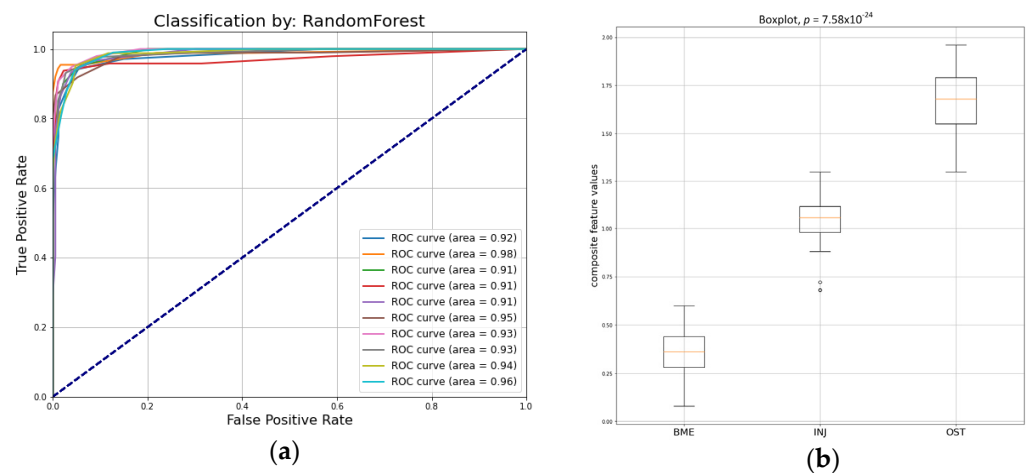 Classification by: RandomForest
1.0
0.8
0.6
0.4
0.2
0.0
True Positive Rate
ROC curve (area = 0.92)
ROC curve (area = 0.98)
ROC curve (area = 0.91)
ROC curve (area = 0.91)
ROC curve (area = 0.91)
ROC curve (area = 0.95)
ROC curve (area = 0.93)
ROC curve (area = 0.93)
ROC curve (area = 0.94)
ROC curve (area = 0.96)
0.0 0.2 0.4 0.6 0.8 1.0
False Positive Rate
(a)
Boxplot, p = 7.58x10-24
2.00
1.75
1.50
1.25
1.00
0.75
0.50
0.25
0.00
composite feature values
BME INJ OST
(b)